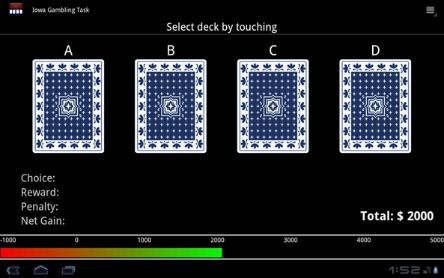 Iowa Gambling Task
Select deck by touching
A B C D
Choice:
Reward:
Penalty:
Net Gain:
Total: $ 2000
-1000 0 1000 2000 3000 4000 5000
1:52